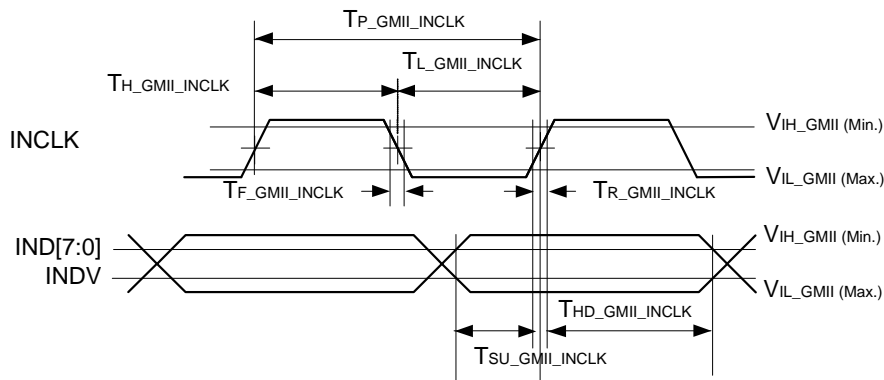 TP_GMII_INCLK
TH_GMII_INCLK
TL_GMII_INCLK
INCLK
VIH_GMII (Min.)
VIL_GMII (Max.)
TF_GMII_INCLK
TR_GMII_INCLK
IND[7:0]
INDV
VIH_GMII (Min.)
VIL_GMII (Max.)
THD_GMII_INCLK
TSU_GMII_INCLK